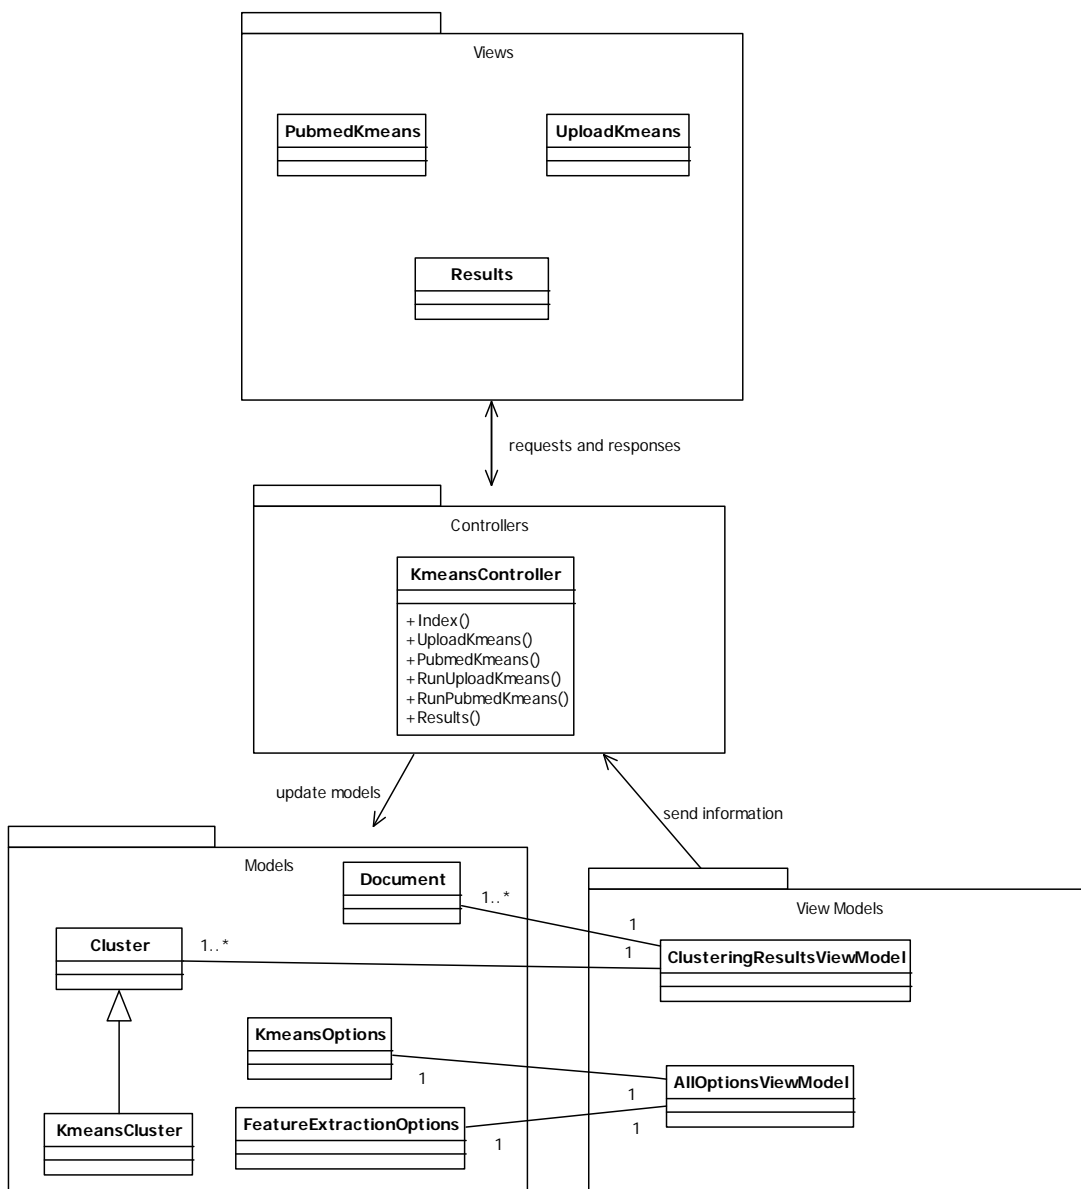 Views
PubmedKmeans
UploadKmeans
Results
requests and responses
Controllers
KmeansController
+Index()
+UploadKmeans()
+PubmedKmeans()
+RunUploadKmeans()
+RunPubmedKmeans()
+Results()
update models
send information
Models
Document
1..*
View Models
1
Cluster
1..*
1
ClusteringResultsViewModel
KmeansOptions
1
AllOptionsViewModel
1
FeatureExtractionOptions
1
1
KmeansCluster